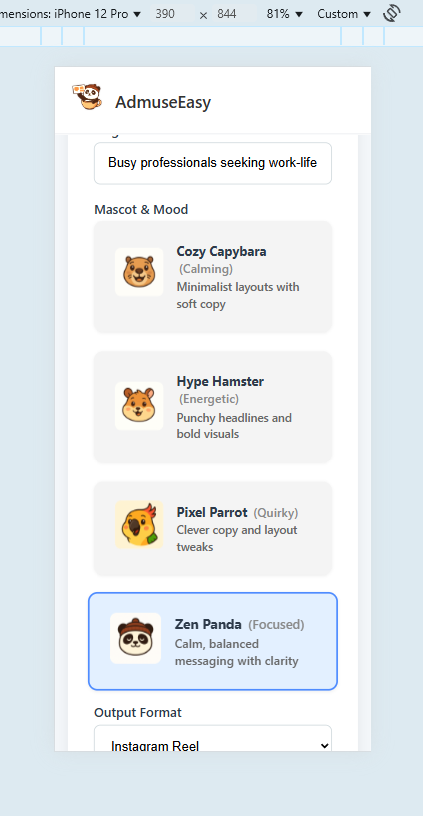 mensions: iPhone 12 Pro ▼ 390 × 844 81% ▼ Custom ▼
AdmuseEasy
Busy professionals seeking work-life
Mascot & Mood
Cozy Capybara
(Calming)
Minimalist layouts with
soft copy
Hype Hamster
(Energetic)
Punchy headlines and
bold visuals
Pixel Parrot (Quirky)
Clever copy and layout
tweaks
Zen Panda (Focused)
Calm, balanced
messaging with clarity
Output Format
Instagram Reel